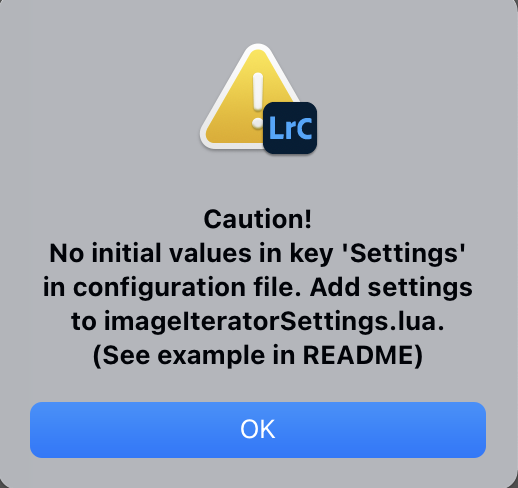 LrC
Caution!
No initial values in key 'Settings'
in configuration file. Add settings
to imageIteratorSettings.lua.
(See example in README)
OK